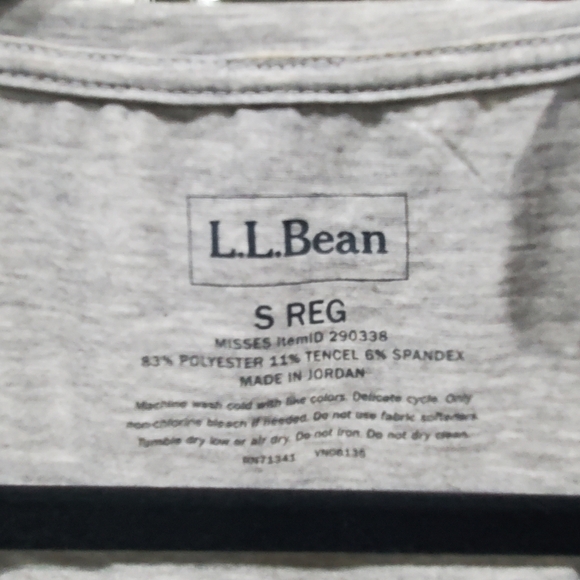 L.L.Bean
S REG
MISSES ItemID 290338
83% POLYESTER 11% TENCEL 6% SPANDEX
MADE IN JORDAN
Machine wash cold with like colors. Delicate cycle. Only
non-chlorine bleach if needed. Do not use fabric softeners.
Tumble dry low or air dry. Do not iron. Do not dry clean.
RN71341 VN06136